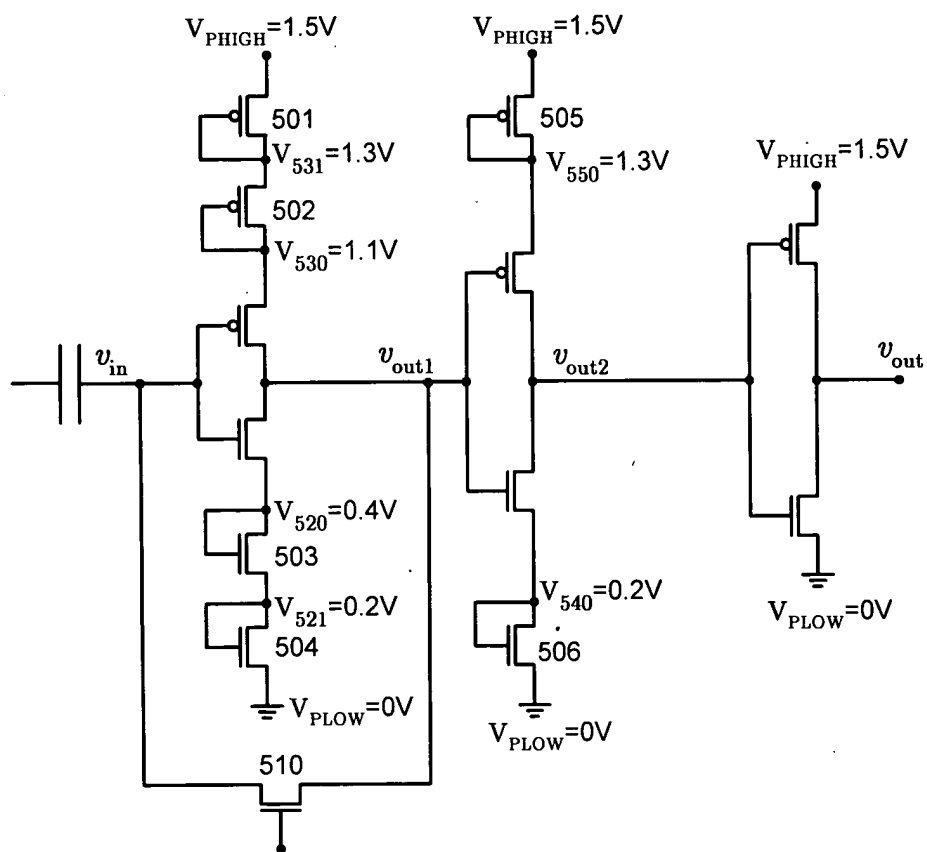 V_PHIGH=1.5V
V_PHIGH=1.5V
501
505
V_531=1.3V
V_550=1.3V
V_PHIGH=1.5V
502
V_530=1.1V
v_in
v_out1
v_out2
v_out
V_520=0.4V
503
V_521=0.2V
V_540=0.2V
504
506
V_PLOW=0V
V_PLOW=0V
V_PLOW=0V
510